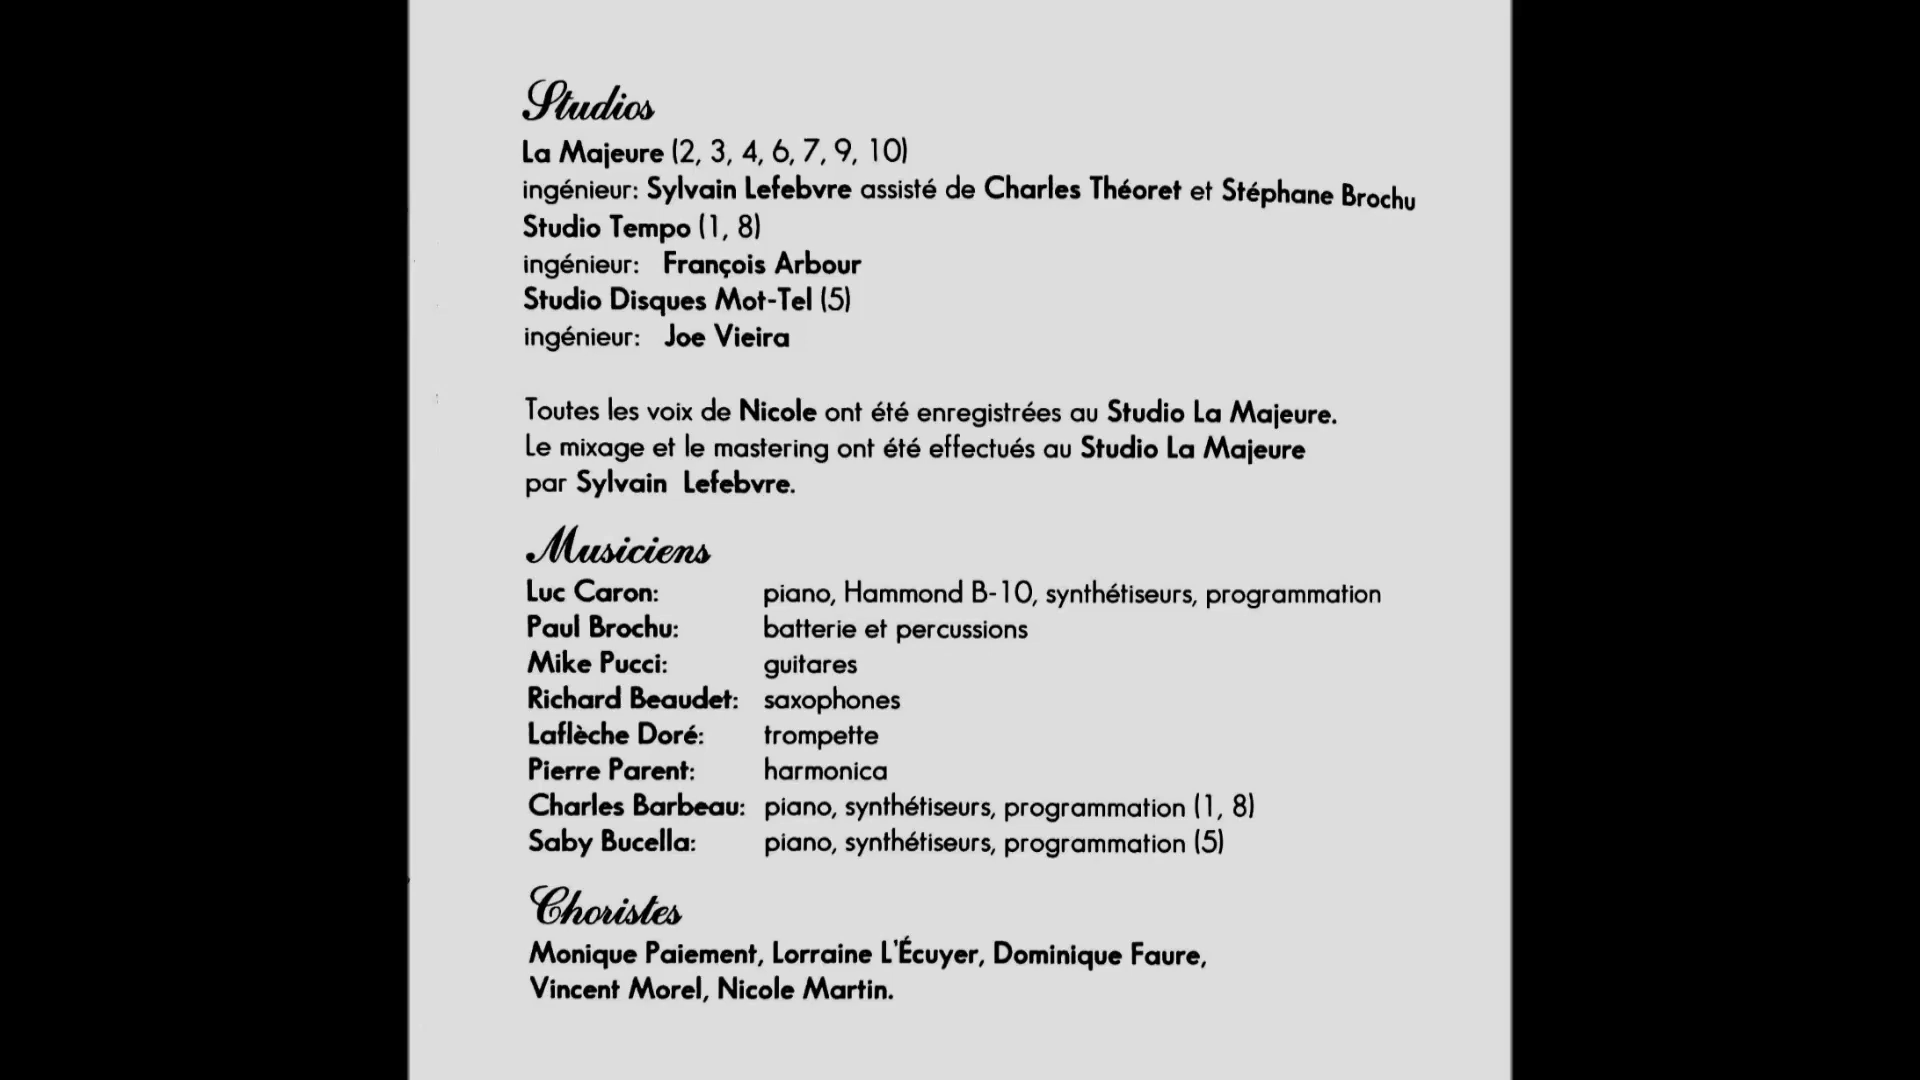 Studios
La Majeure (2, 3, 4, 6, 7, 9, 10)
ingénieur: Sylvain Lefebvre assisté de Charles Théoret et Stéphane Brochu
Studio Tempo (1, 8)
ingénieur: François Arbour
Studio Disques Mot-Tel (5)
ingénieur: Joe Vieira
Toutes les voix de Nicole ont été enregistrées au Studio La Majeure.
Le mixage et le mastering ont été effectués au Studio La Majeure
par Sylvain Lefebvre.
Musiciens
Luc Caron: piano, Hammond B-10, synthétiseurs, programmation
Paul Brochu: batterie et percussions
Mike Pucci: guitares
Richard Beaudet: saxophones
Laflèche Doré: trompette
Pierre Parent: harmonica
Charles Barbeau: piano, synthétiseurs, programmation (1, 8)
Saby Bucella: piano, synthétiseurs, programmation (5)
Choristes
Monique Paiement, Lorraine L'Écuyer, Dominique Faure,
Vincent Morel, Nicole Martin.